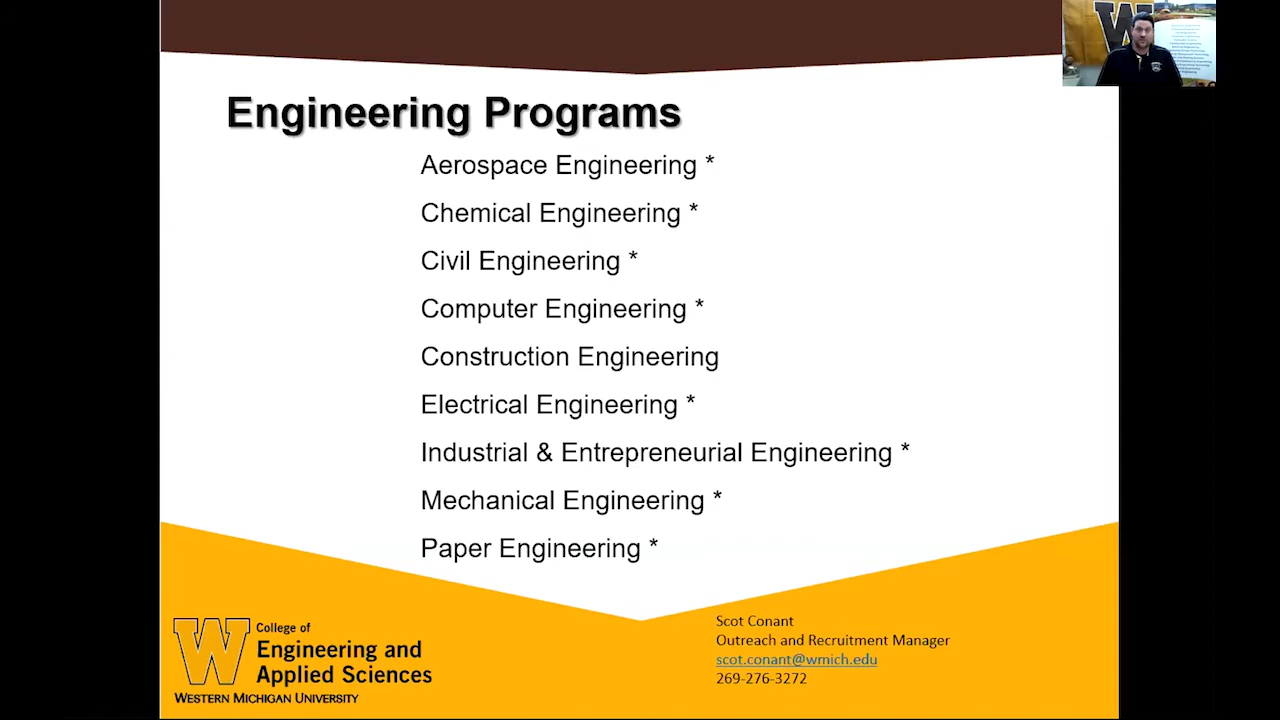 Engineering Programs
Aerospace Engineering *
Chemical Engineering *
Civil Engineering *
Computer Engineering *
Construction Engineering
Electrical Engineering *
Industrial & Entrepreneurial Engineering *
Mechanical Engineering *
Paper Engineering *
W
College of
Engineering and
Applied Sciences
WESTERN MICHIGAN UNIVERSITY
Scot Conant
Outreach and Recruitment Manager
scot.conant@wmich.edu
269-276-3272
W